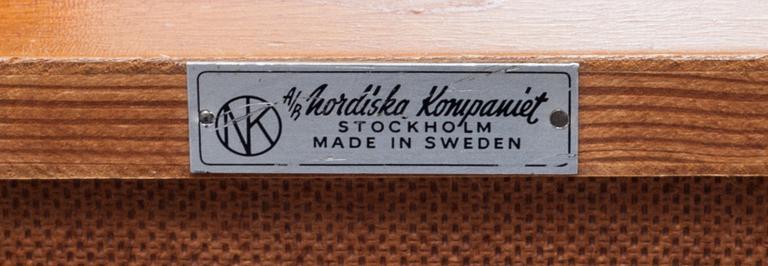 NK
A/B Nordiska Kompaniet
STOCKHOLM
MADE IN SWEDEN